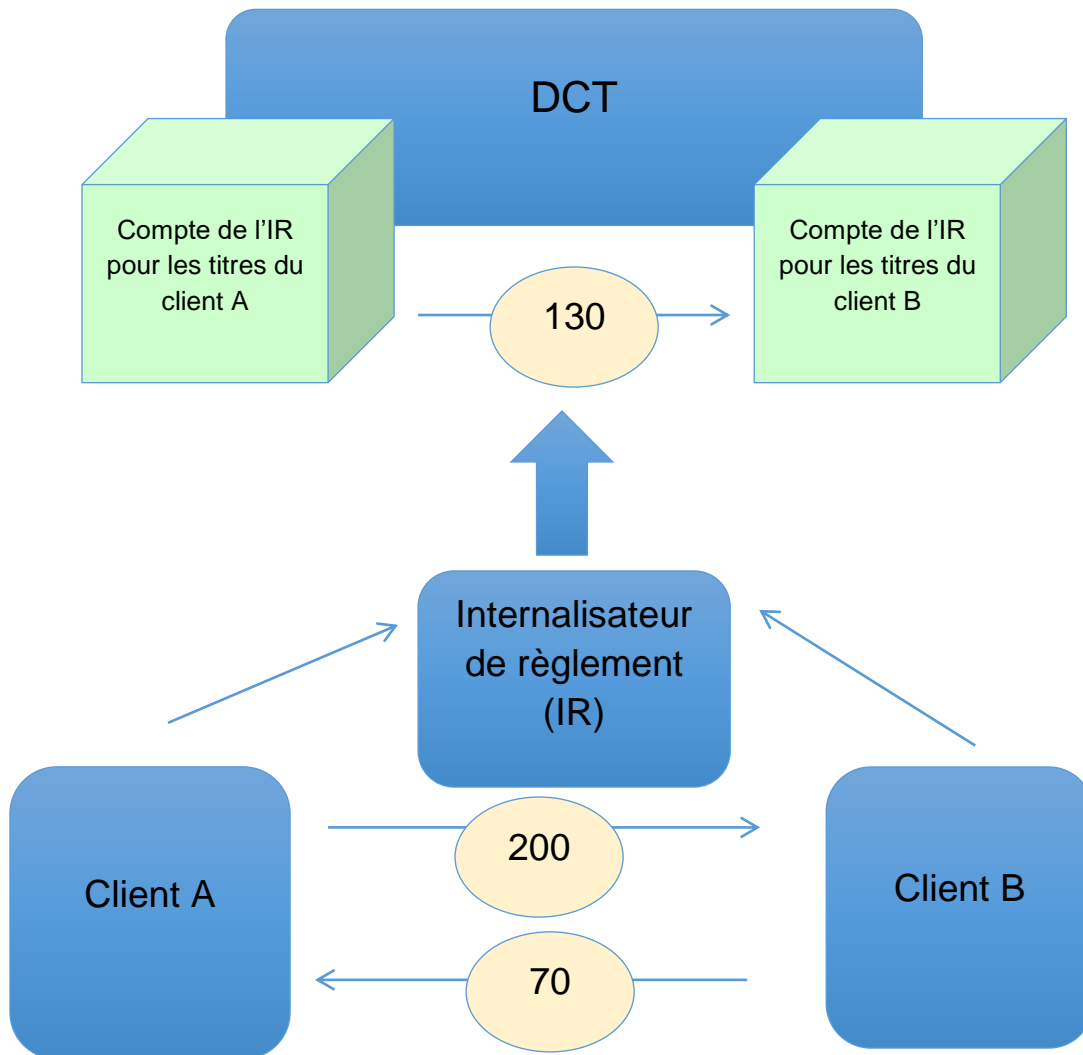 DCT
Compte de l'IR
pour les titres du
client A
Compte de l'IR
pour les titres du
client B
130
Internalisateur
de règlement
(IR)
200
Client A
Client B
70